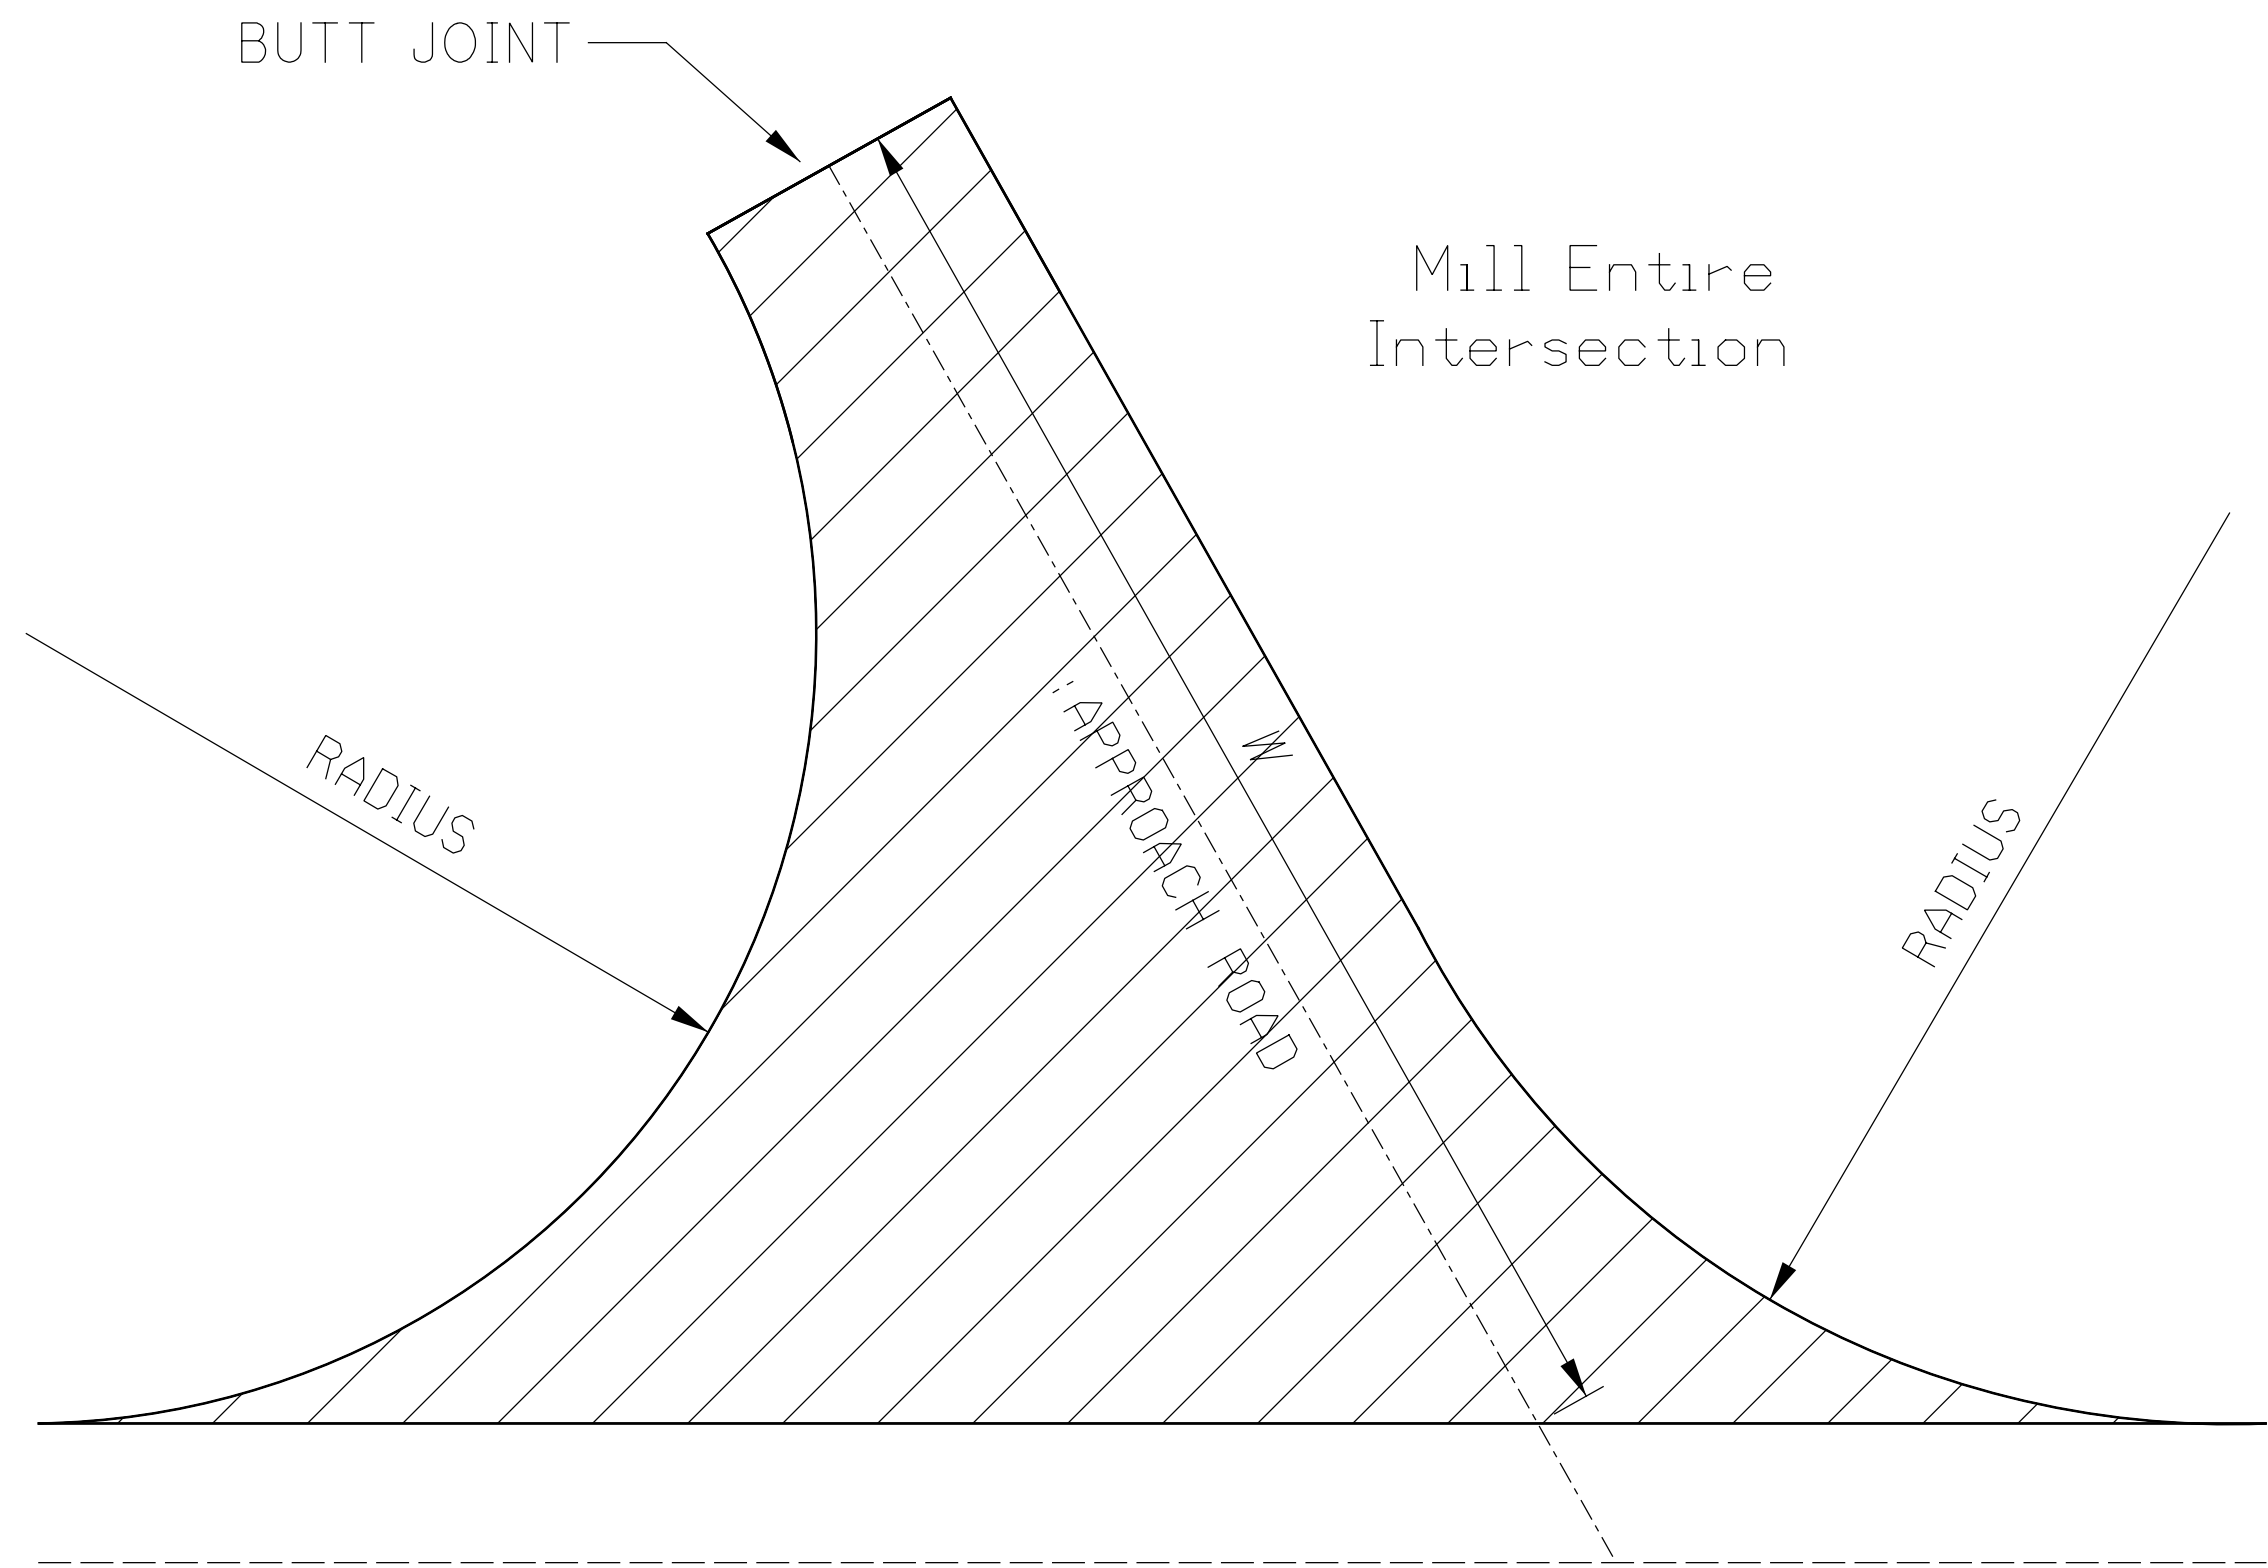 BUTT JOINT
Mill Entire
Intersection
RADIUS
APPROACH ROAD
W
RADIUS